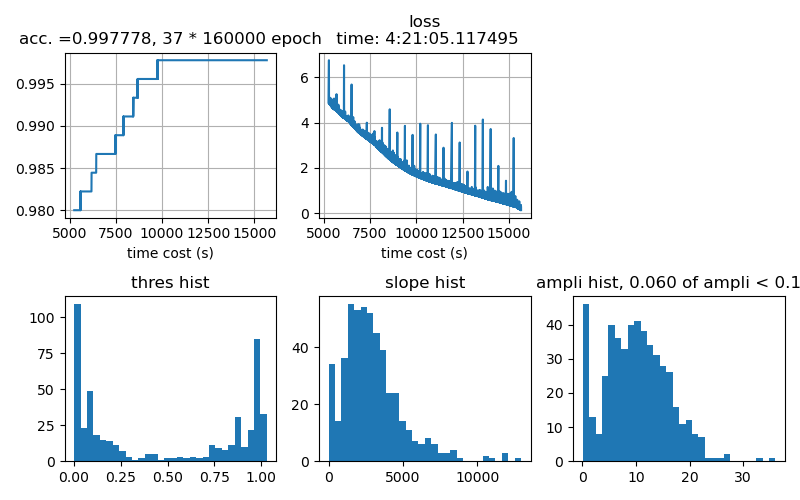 acc. =0.997778, 37 * 160000 epoch
loss
time: 4:21:05.117495
0.995
0.990
0.985
0.980
5000 7500 10000 12500 15000
time cost (s)
6
4
2
0
5000 7500 10000 12500 15000
time cost (s)
thres hist
100
75
50
25
0
0.00 0.25 0.50 0.75 1.00
slope hist
40
20
0
0 5000 10000
ampli hist, 0.060 of ampli < 0.1
40
30
20
10
0
0 10 20 30